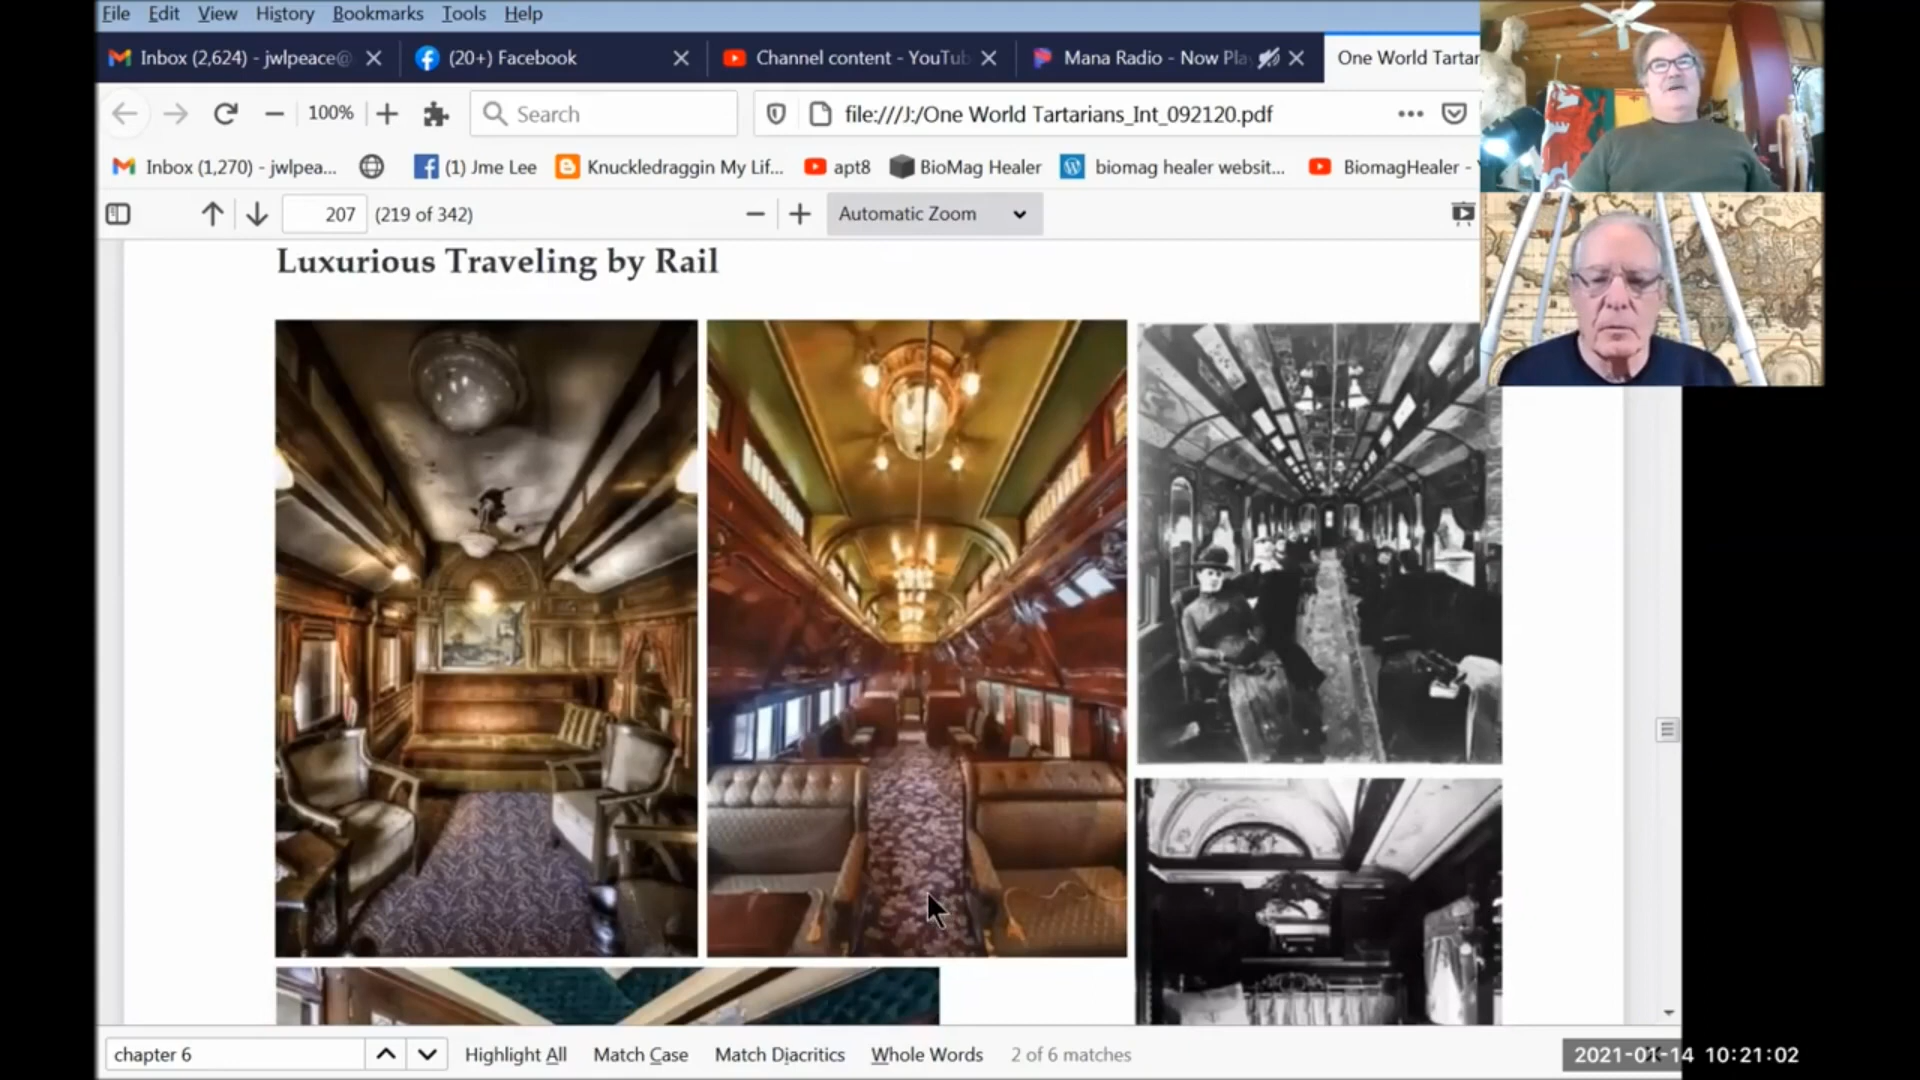 File Edit View History Bookmarks Tools Help
Inbox (2,624) - jwlpeace@ (20+) Facebook Channel content - YouTub Mana Radio - Now Pla One World Tartar
100% Search file:///J:/One World Tartarians_Int_092120.pdf
Inbox (1,270) - jwlpea... (1) Jme Lee Knuckledraggin My Lif... apt8 BioMag Healer biomag healer websit... BiomagHealer -
207 (219 of 342) Automatic Zoom
Luxurious Traveling by Rail
chapter 6 Highlight All Match Case Match Diacritics Whole Words 2 of 6 matches
2021-01-14 10:21:02